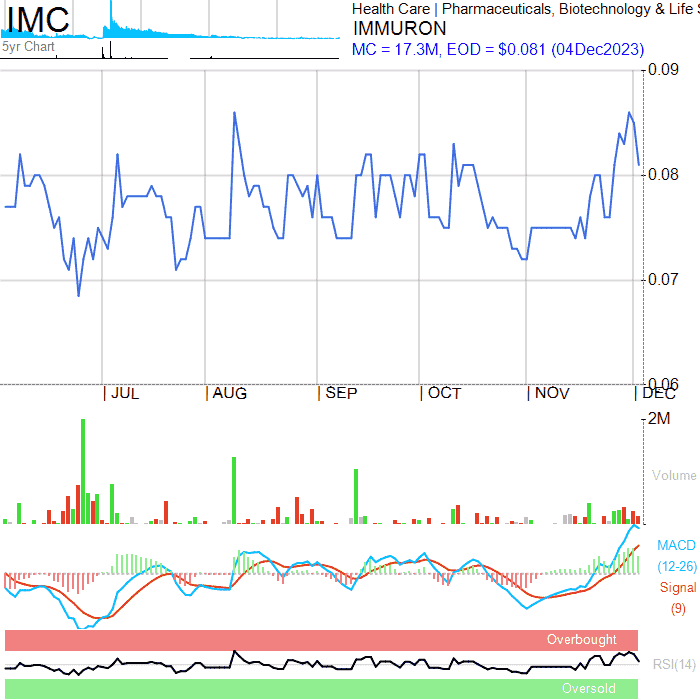 IMC
5yr Chart
Health Care | Pharmaceuticals, Biotechnology & Life S
IMMURON
MC = 17.3M, EOD = $0.081 (04Dec2023)
0.09
0.08
0.07
0.06
JUL
AUG
SEP
OCT
NOV
DEC
2M
Volume
MACD
(12-26)
Signal
(9)
Overbought
RSI(14)
Oversold